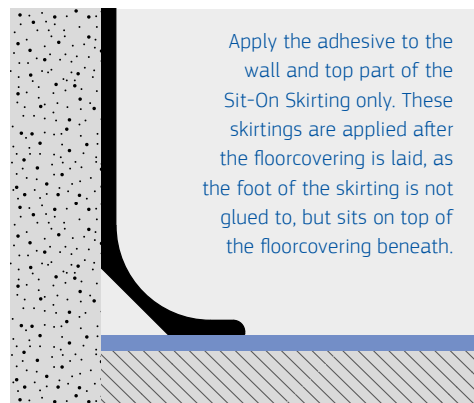 Apply the adhesive to the
wall and top part of the
Sit-On Skirting only. These
skirtings are applied after
the floorcovering is laid, as
the foot of the skirting is not
glued to, but sits on top of
the floorcovering beneath.